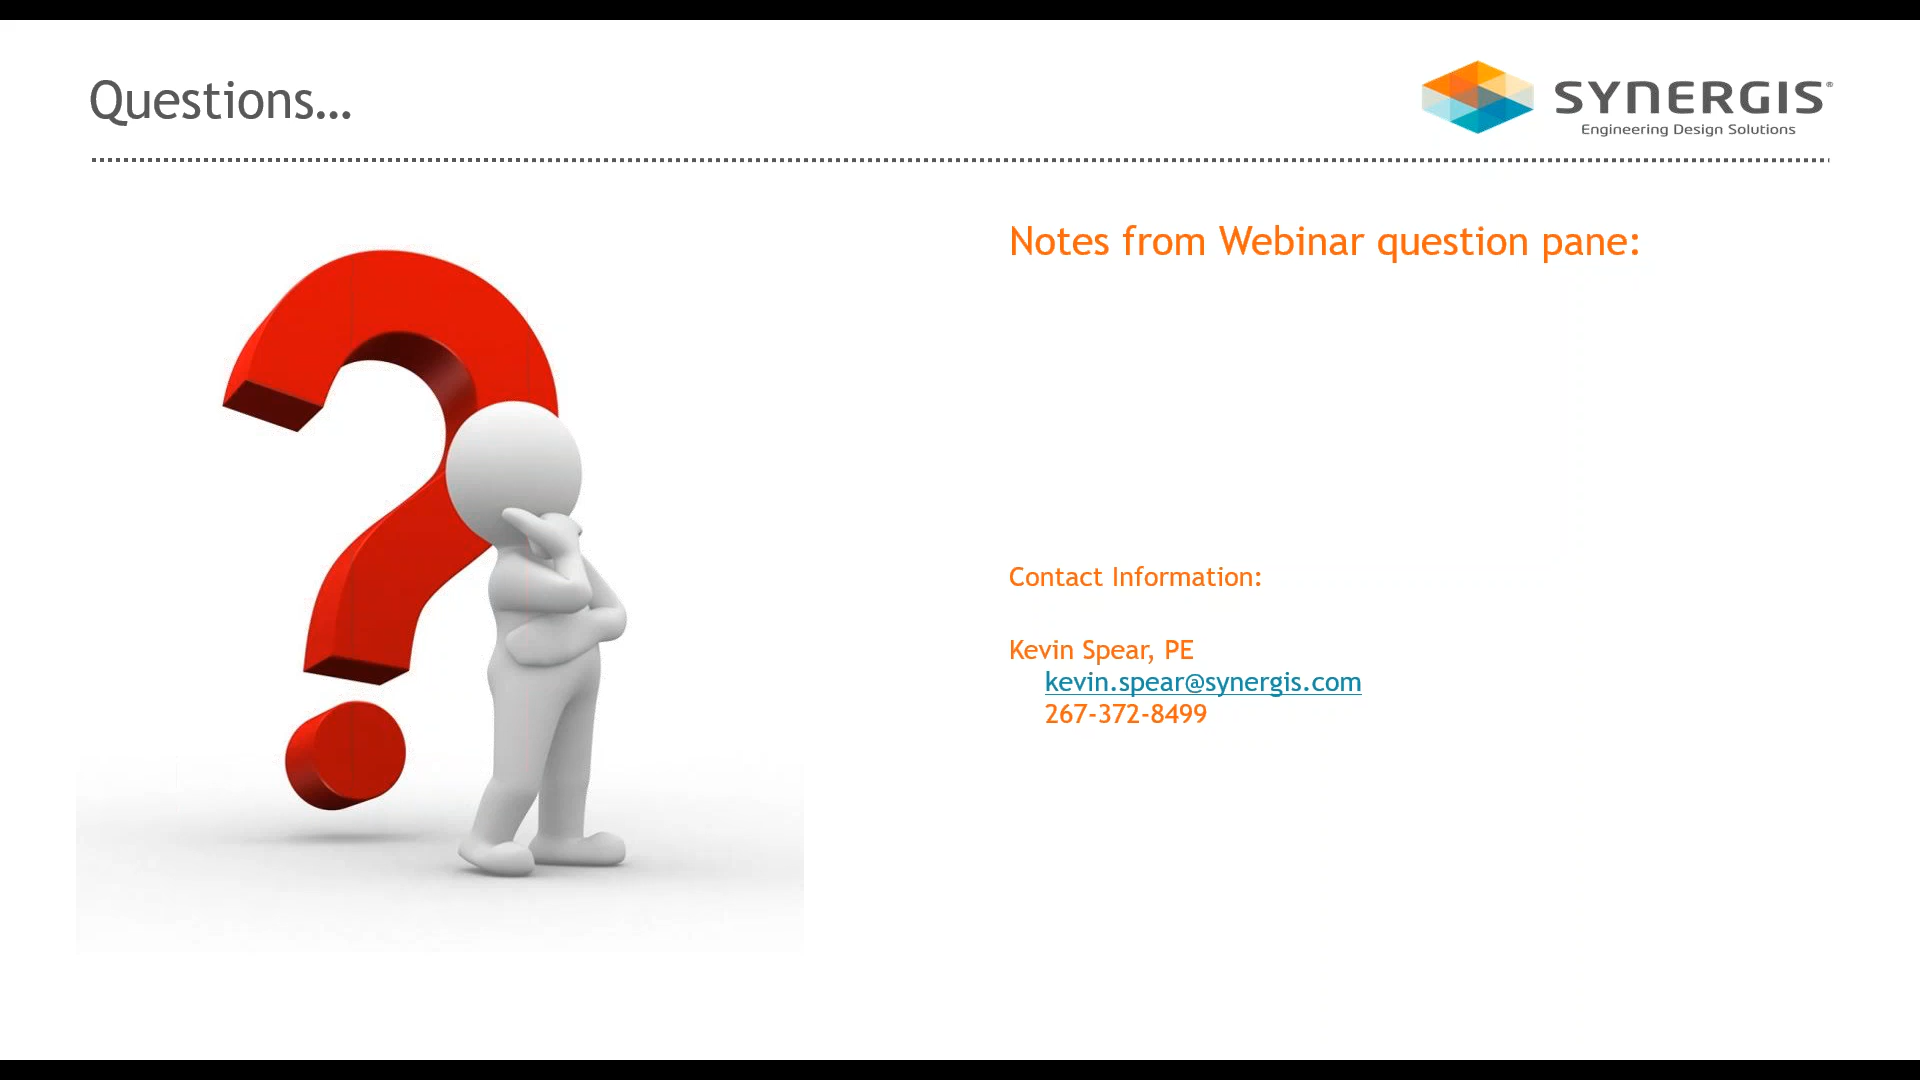 Questions...
SYNERGIS®
Engineering Design Solutions
Notes from Webinar question pane:
Contact Information:
Kevin Spear, PE
kevin.spear@synergis.com
267-372-8499